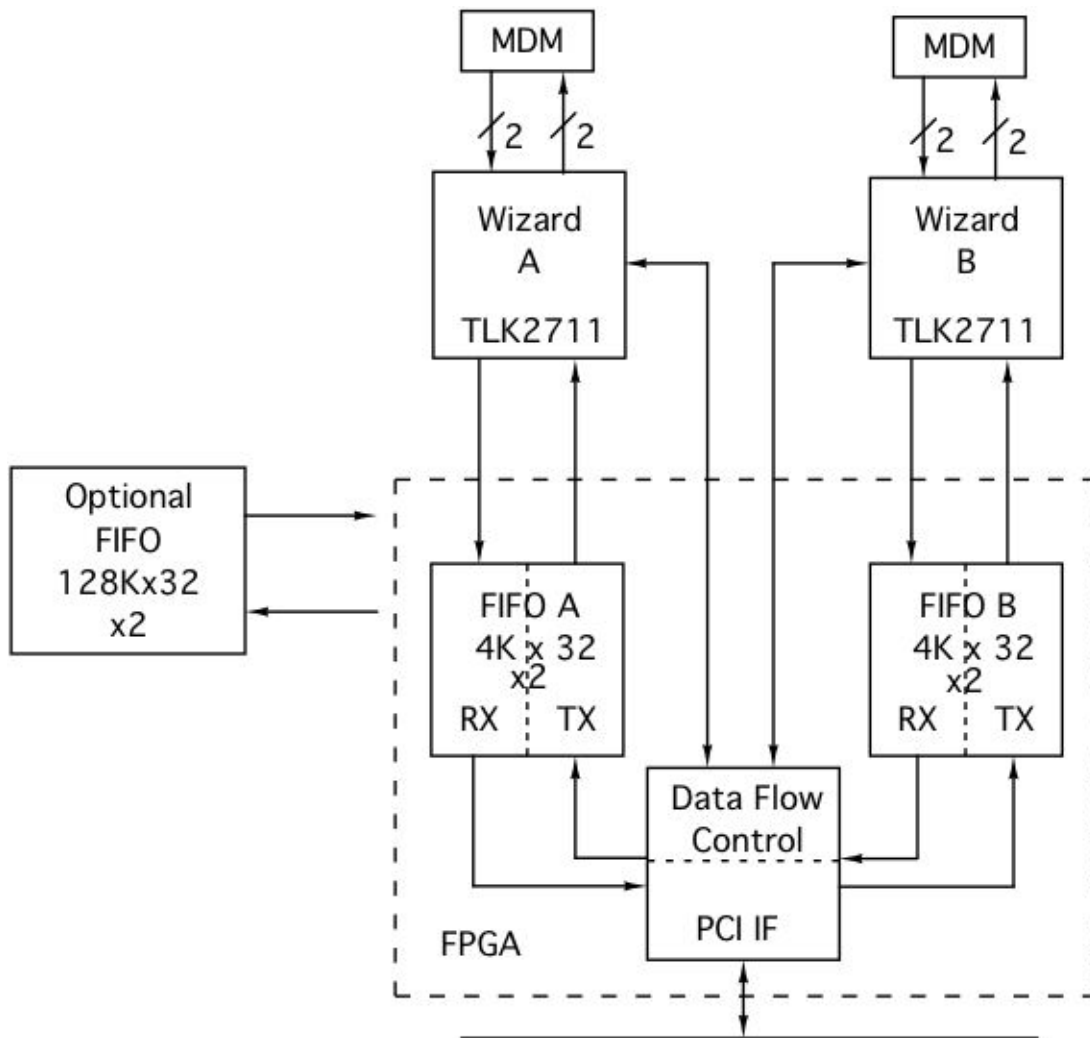 MDM
MDM
2
2
2
2
Wizard
A
TLK2711
Wizard
B
TLK2711
Optional
FIFO
128Kx32
x2
FIFO A
4K x 32
x2
RX
TX
FIFO B
4K x 32
x2
RX
TX
Data Flow
Control
PCI IF
FPGA